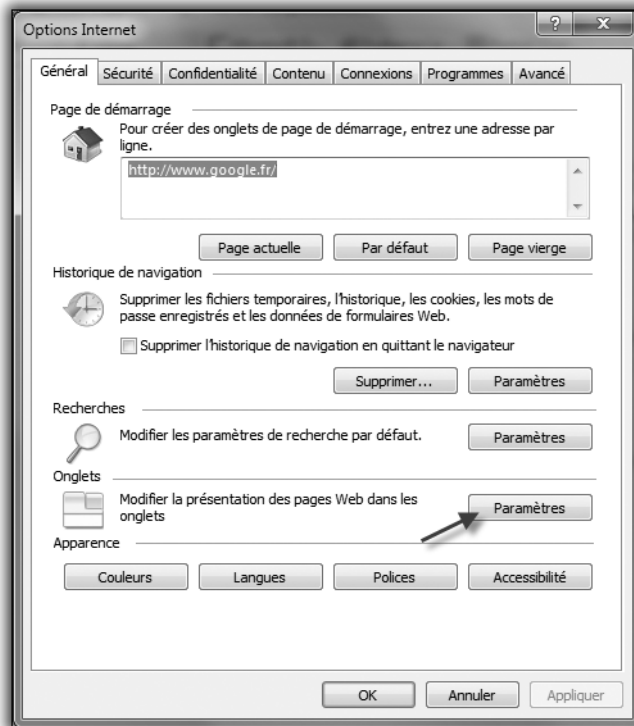 Options Internet
?
x
Général Sécurité Confidentialité Contenu Connexions Programmes Avancé
Page de démarrage
Pour créer des onglets de page de démarrage, entrez une adresse par
ligne.
http://www.google.fr/
Page actuelle Par défaut Page vierge
Historique de navigation
Supprimer les fichiers temporaires, l'historique, les cookies, les mots de
passe enregistrés et les données de formulaires Web.
Supprimer l'historique de navigation en quittant le navigateur
Supprimer... Paramètres
Recherches
Modifier les paramètres de recherche par défaut. Paramètres
Onglets
Modifier la présentation des pages Web dans les
onglets
Paramètres
Apparence
Couleurs Langues Polices Accessibilité
OK Annuler Appliquer